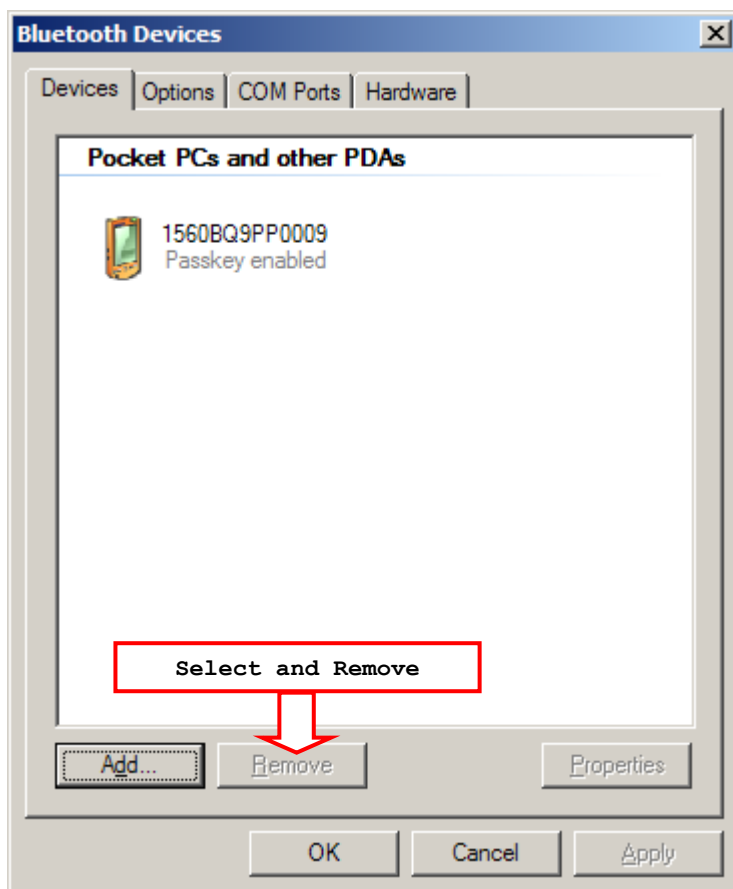 Bluetooth Devices
Devices Options COM Ports Hardware
Pocket PCs and other PDAs
1560BQ9PP0009
Passkey enabled
Select and Remove
Add... Remove Properties
OK Cancel Apply